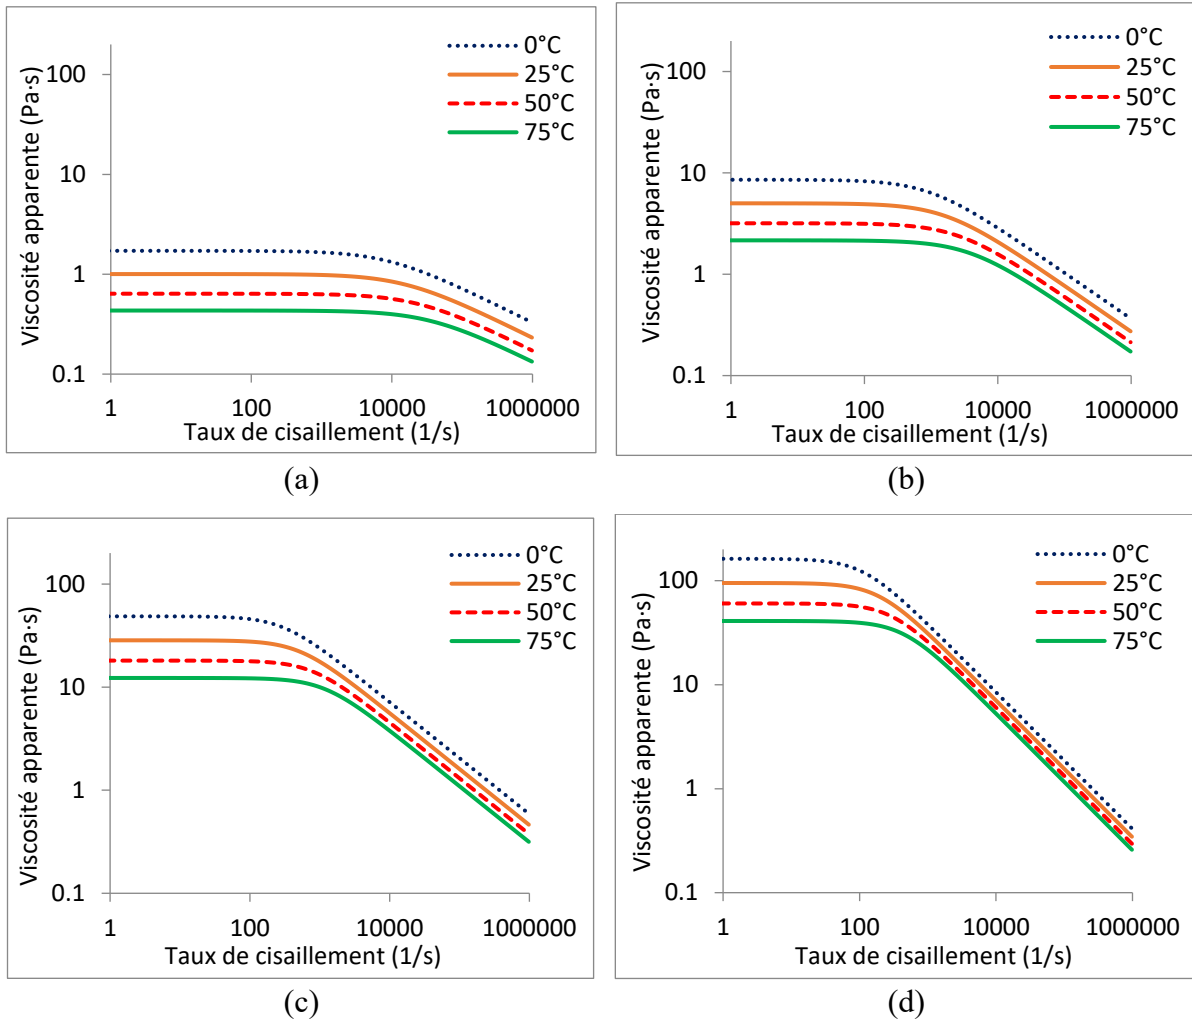 Viscosité apparente (Pa·s)
100
10
1
0.1
0°C
25°C
50°C
75°C
1 100 10000 1000000
Taux de cisaillement (1/s)
(a)
Viscosité apparente (Pa·s)
100
10
1
0.1
0°C
25°C
50°C
75°C
1 100 10000 1000000
Taux de cisaillement (1/s)
(b)
Viscosité apparente (Pa·s)
100
10
1
0.1
0°C
25°C
50°C
75°C
1 100 10000 1000000
Taux de cisaillement (1/s)
(c)
Viscosité apparente (Pa·s)
100
10
1
0.1
0°C
25°C
50°C
75°C
1 100 10000 1000000
Taux de cisaillement (1/s)
(d)